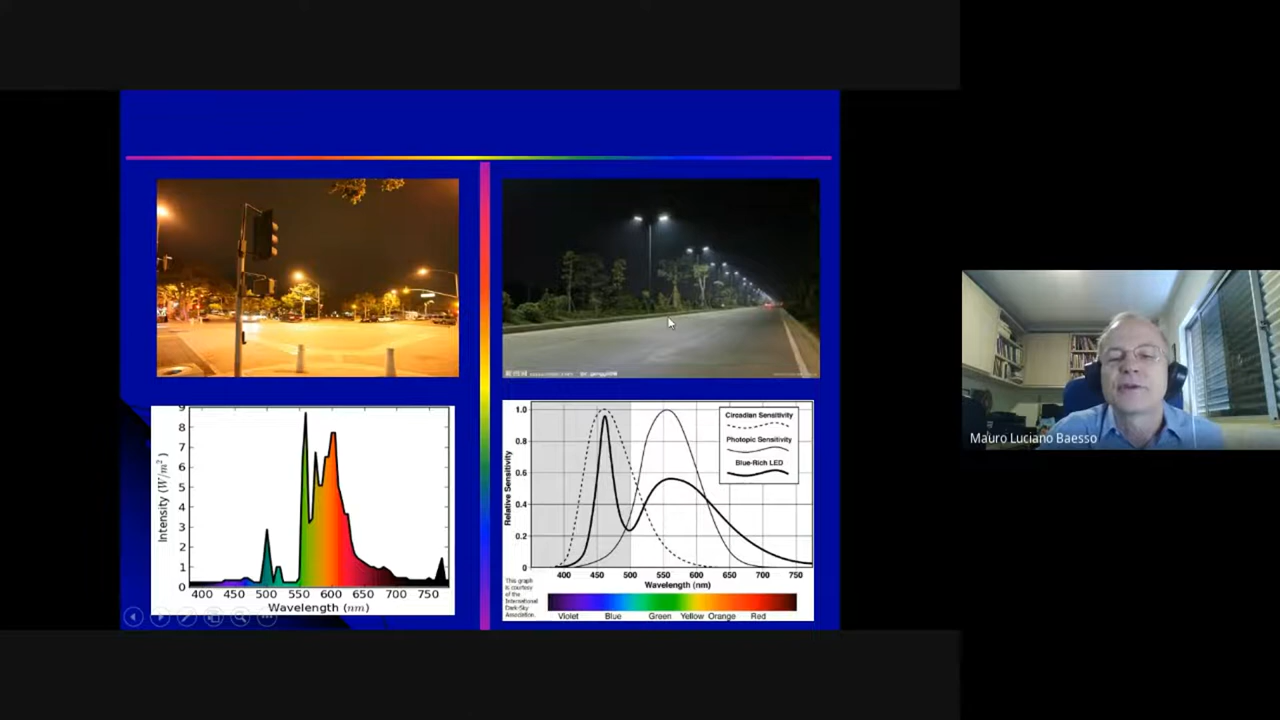 9
8
7
6
5
4
3
2
1
0
Intensity (W/m²)
400 450 500 550 600 650 700 750
Wavelength (nm)
1.0
0.8
0.6
0.4
0.2
0
Relative Sensitivity
Circadian Sensitivity
Photopic Sensitivity
Blue-Rich LED
400 450 500 550 600 650 700 750
Wavelength (nm)
This graph
is courtesy
of the
International
Dark-Sky
Association.
Violet Blue Green Yellow Orange Red
Mauro Luciano Baesso